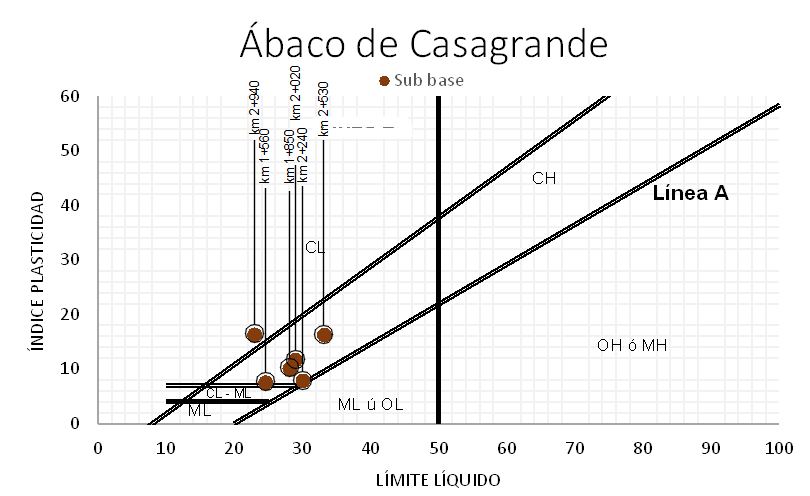 Ábaco de Casagrande
Sub base
km 2+940
km 1+560
km 1+850
km 2+020
km 2+240
km 2+530
60
50
40
30
20
10
0
ÍNDICE PLASTICIDAD
CH
Línea A
CL
CL - ML
ML
ML ú OL
OH ó MH
0 10 20 30 40 50 60 70 80 90 100
LÍMITE LÍQUIDO